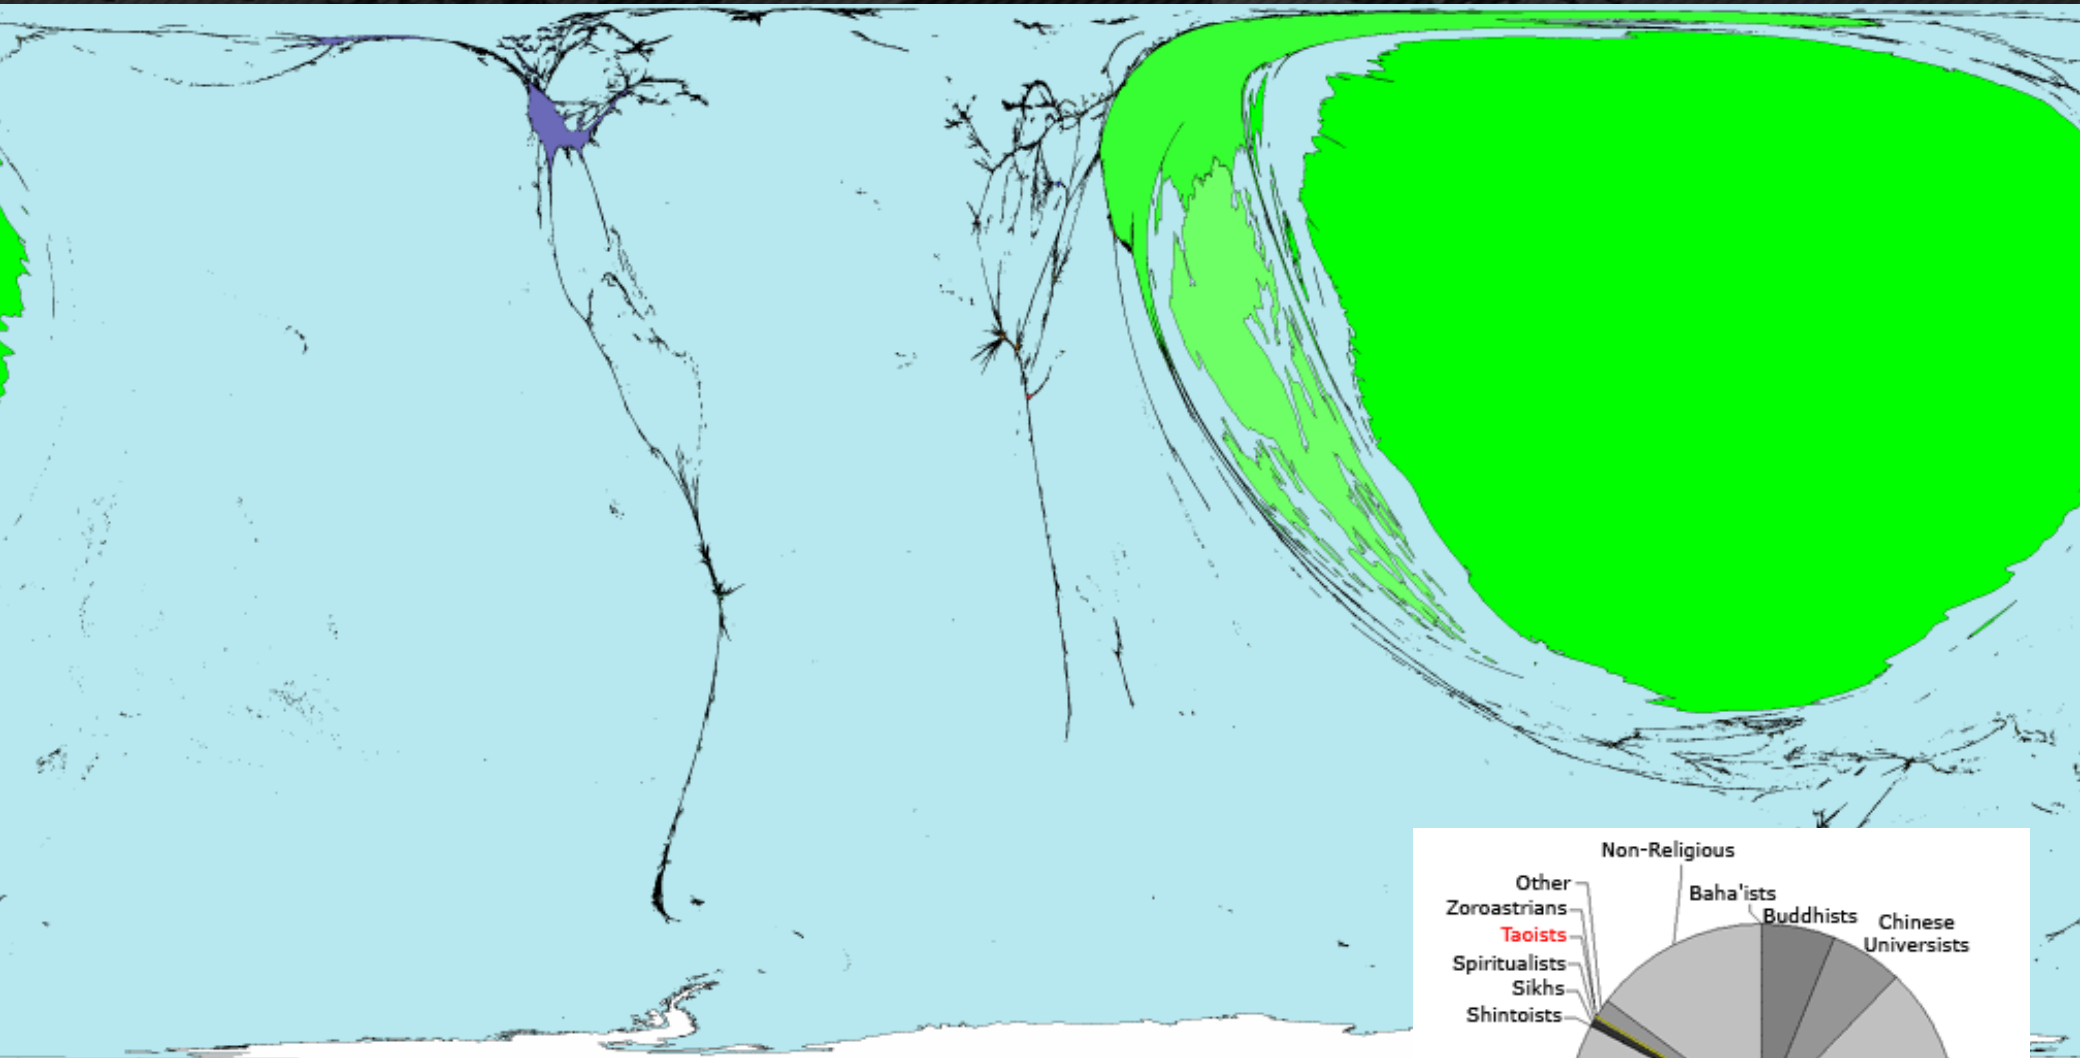 Non-Religious
Other
Baha'ists
Zoroastrians
Buddhists
Chinese
Universists
Taoists
Spiritualists
Sikhs
Shintoists